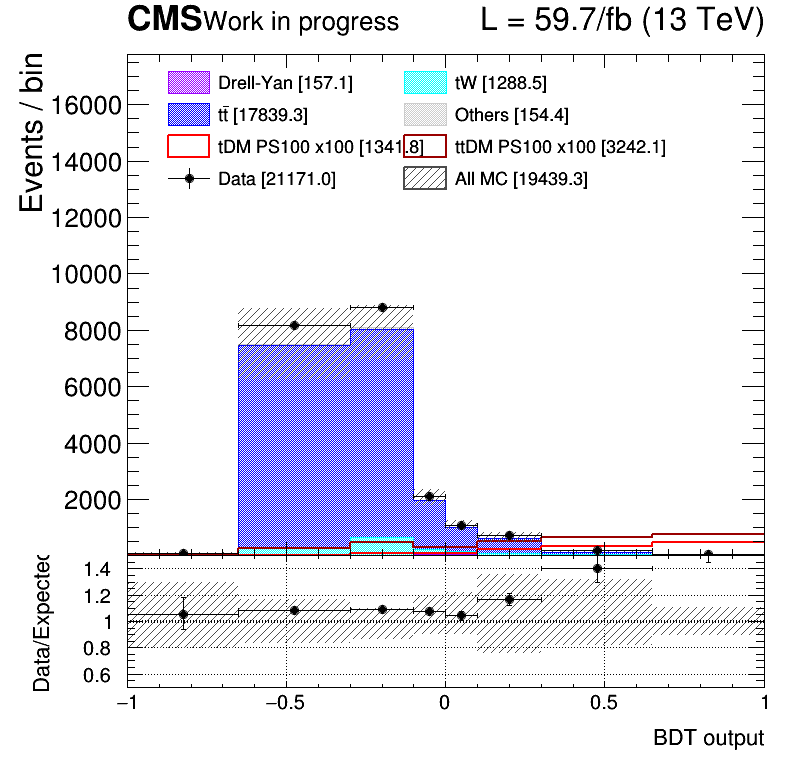 CMS Work in progress L = 59.7/fb (13 TeV)
Events / bin
Drell-Yan [157.1] tW [1288.5]
tt̄ [17839.3] Others [154.4]
tDM PS100 x100 [1341.8] ttDM PS100 x100 [3242.1]
Data [21171.0] All MC [19439.3]
16000
14000
12000
10000
8000
6000
4000
2000
Data/Expected
1.4
1.2
1
0.8
0.6
−1 −0.5 0 0.5 1
BDT output